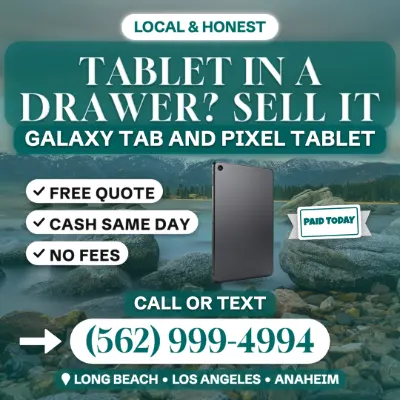 LOCAL & HONEST
TABLET IN A
DRAWER? SELL IT
GALAXY TAB AND PIXEL TABLET
FREE QUOTE
CASH SAME DAY
NO FEES
PAID TODAY
CALL OR TEXT
(562) 999-4994
LONG BEACH • LOS ANGELES • ANAHEIM